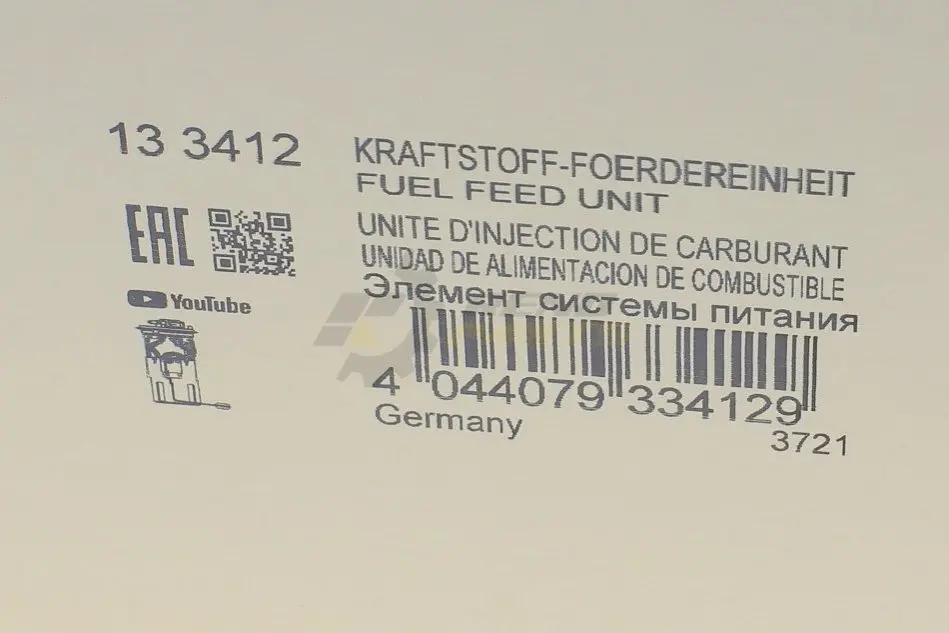 13 3412
KRAFTSTOFF-FOERDEREINHEIT
FUEL FEED UNIT
UNITE D'INJECTION DE CARBURANT
UNIDAD DE ALIMENTACION DE COMBUSTIBLE
Элемент системы питания
EAC
YouTube
4 044079 334129
Germany
3721